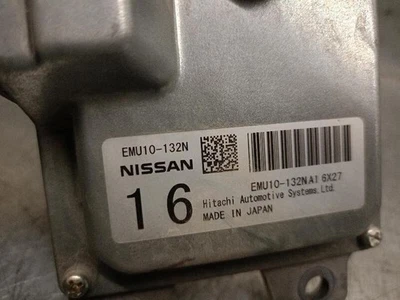 EMU10-132N
NISSAN
EMU10-132NA1 6X27
16
Hitachi Automotive Systems,Ltd.
MADE IN JAPAN